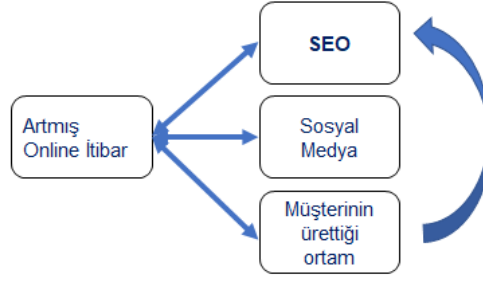 SEO
Artmış
Online İtibar
Sosyal
Medya
Müşterinin
ürettiği
ortam